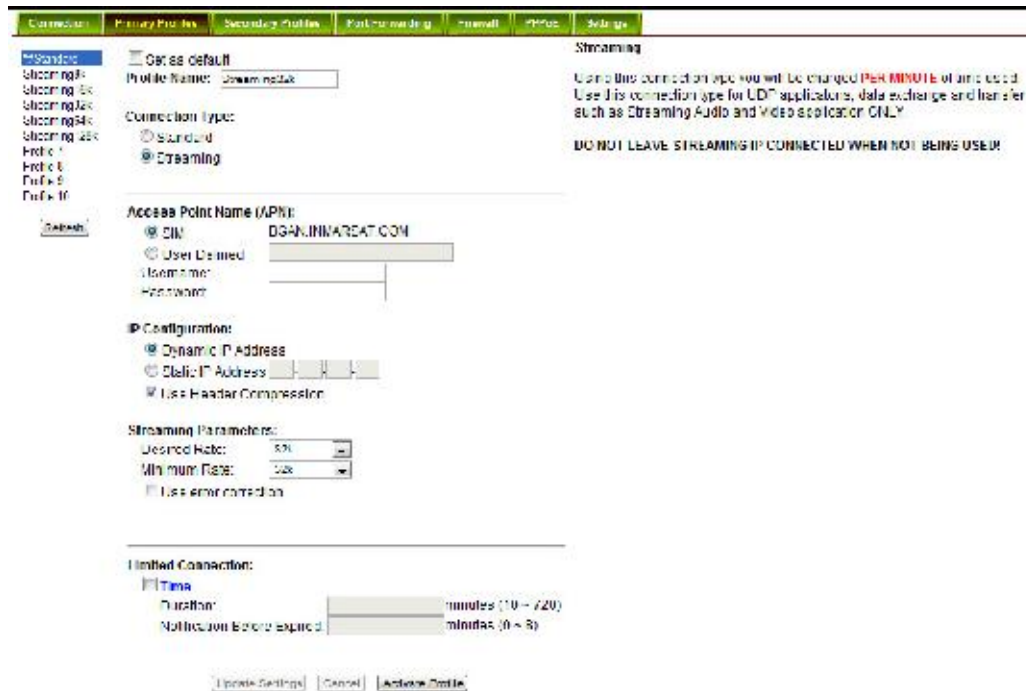 Connection Primary Profiles Secondary Profiles Port Forwarding Firewall PPPoE Settings
**Standard
Streaming8k
Streaming16k
Streaming32k
Streaming64k
Streaming128k
Profile 7
Profile 8
Profile 9
Profile 10
Refresh
Set as default
Profile Name: Streaming32k
Connection Type:
Standard
Streaming
Access Point Name (APN):
SIM BGAN.INMARSAT.COM
User Defined
Username:
Password:
IP Configuration:
Dynamic IP Address
Static IP Address
Use Header Compression
Streaming Parameters:
Desired Rate: 32k
Minimum Rate: 32k
Use error correction
Limited Connection:
Time
Duration: minutes (10 ~ 720)
Notification Before Expired: minutes (0 ~ 8)
Update Settings Cancel Activate Profile
Streaming
Using this connection type you will be charged PER MINUTE of time used.
Use this connection type for UDP applications, data exchange and transfer
such as Streaming Audio and Video application ONLY
DO NOT LEAVE STREAMING IP CONNECTED WHEN NOT BEING USED!